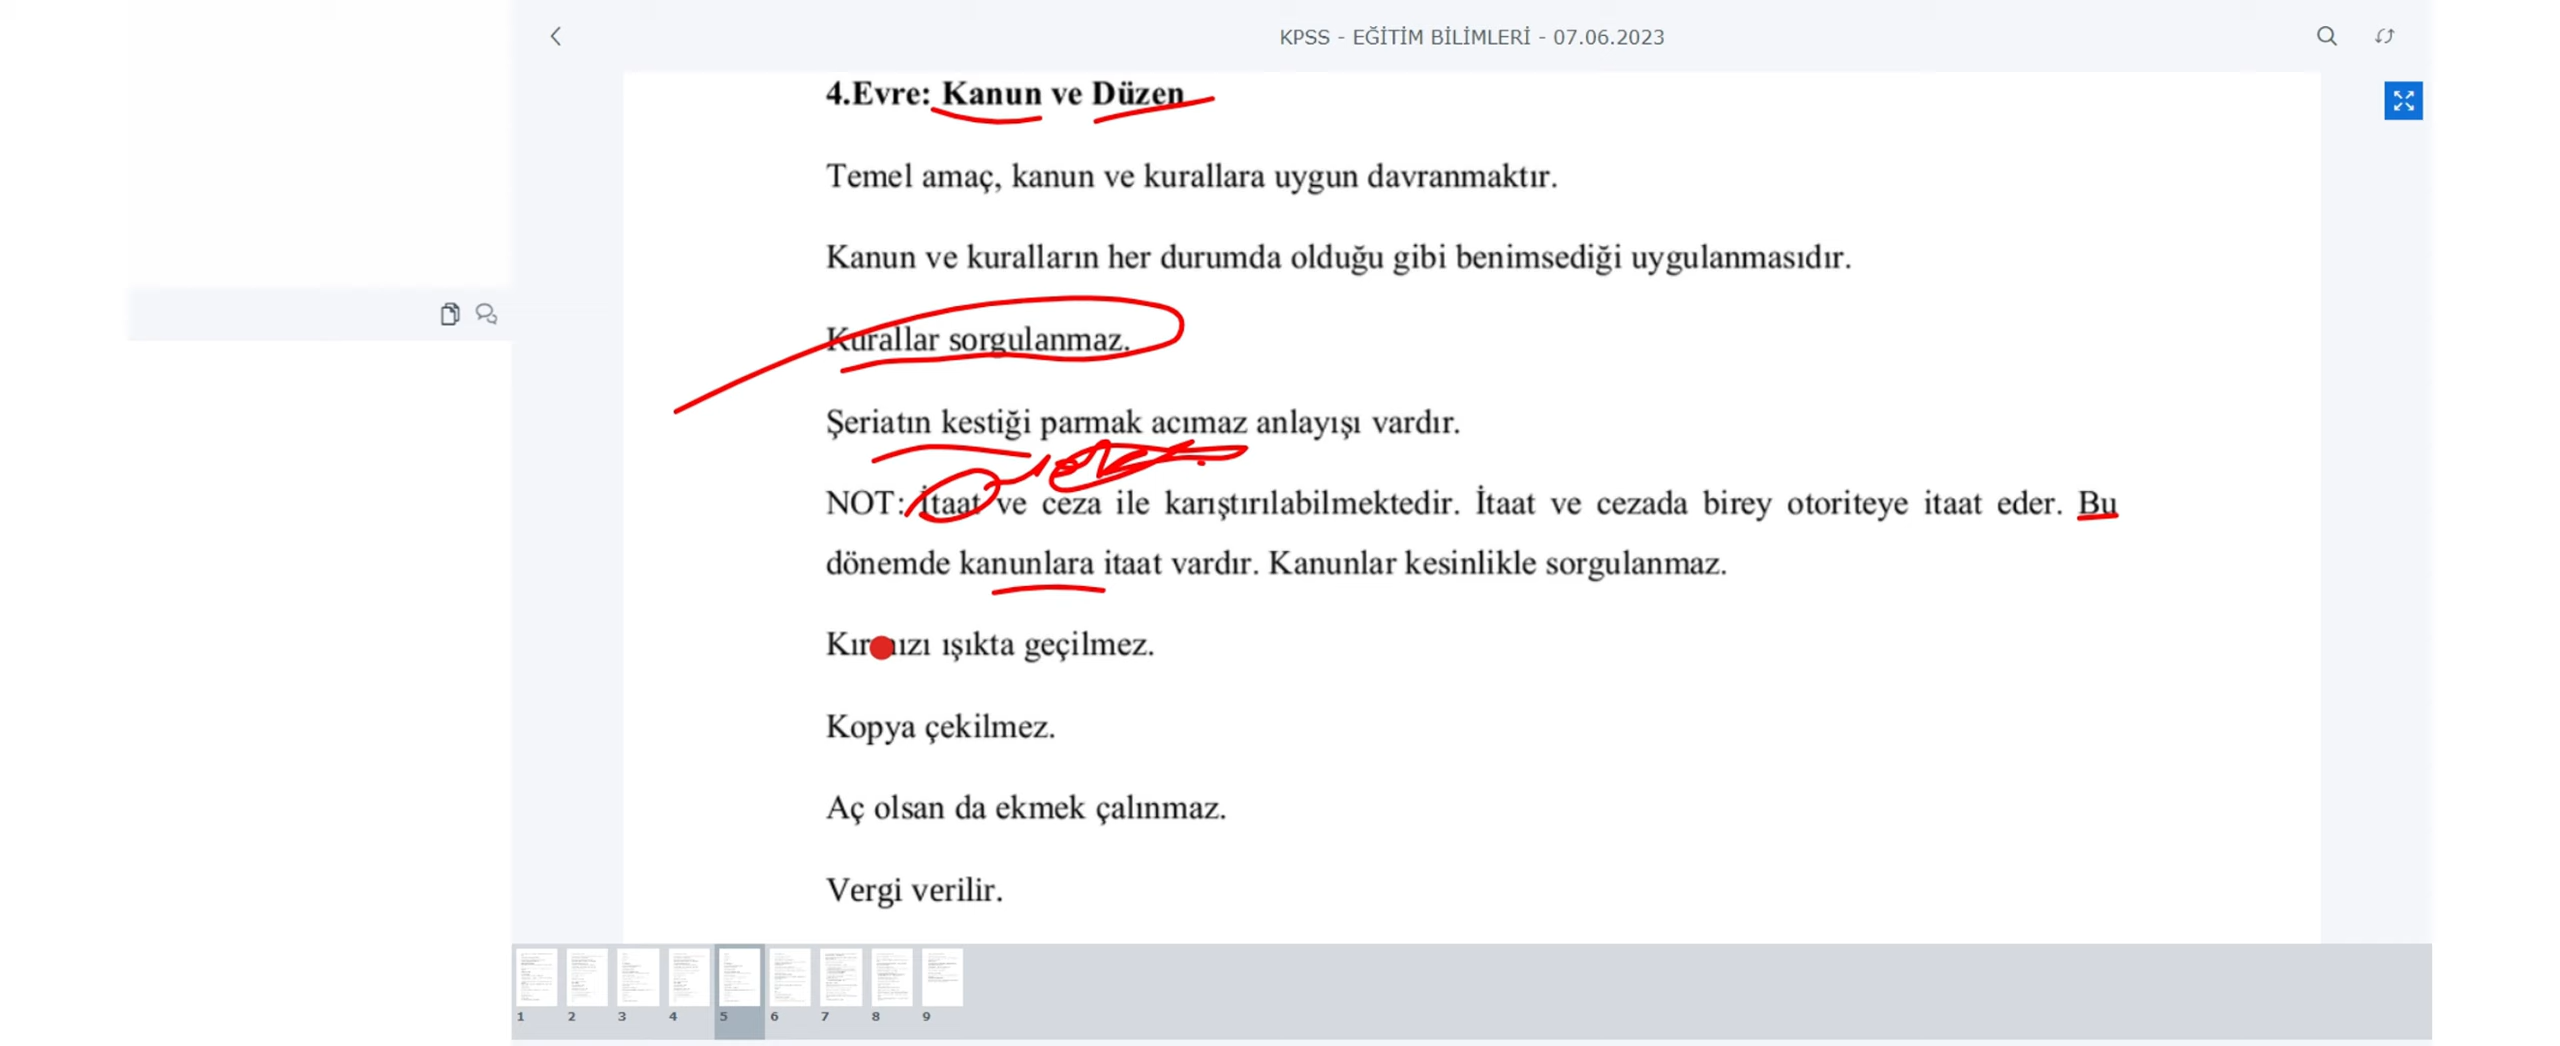 KPSS - EĞİTİM BİLİMLERİ - 07.06.2023
4.Evre: Kanun ve Düzen
Temel amaç, kanun ve kurallara uygun davranmaktır.
Kanun ve kuralların her durumda olduğu gibi benimsediği uygulanmasıdır.
Kurallar sorgulanmaz.
Şeriatın kestiği parmak acımaz anlayışı vardır.
NOT: İtaat ve ceza ile karıştırılabilmektedir. İtaat ve cezada birey otoriteye itaat eder. Bu
dönemde kanunlara itaat vardır. Kanunlar kesinlikle sorgulanmaz.
Kırmızı ışıkta geçilmez.
Kopya çekilmez.
Aç olsan da ekmek çalınmaz.
Vergi verilir.
1 2 3 4 5 6 7 8 9